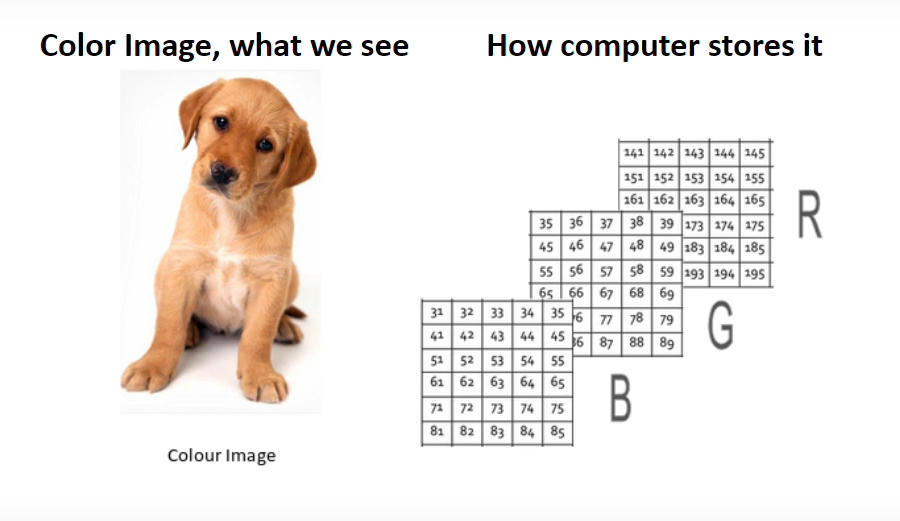 Color Image, what we see
How computer stores it
141 142 143 144 145
151 152 153 154 155
161 162 163 164 165
173 174 175
183 184 185
193 194 195
R
35 36 37 38 39
45 46 47 48 49
55 56 57 58 59
65 66 67 68 69
77 78 79
87 88 89
G
31 32 33 34 35
41 42 43 44 45
51 52 53 54 55
61 62 63 64 65
71 72 73 74 75
81 82 83 84 85
B
Colour Image